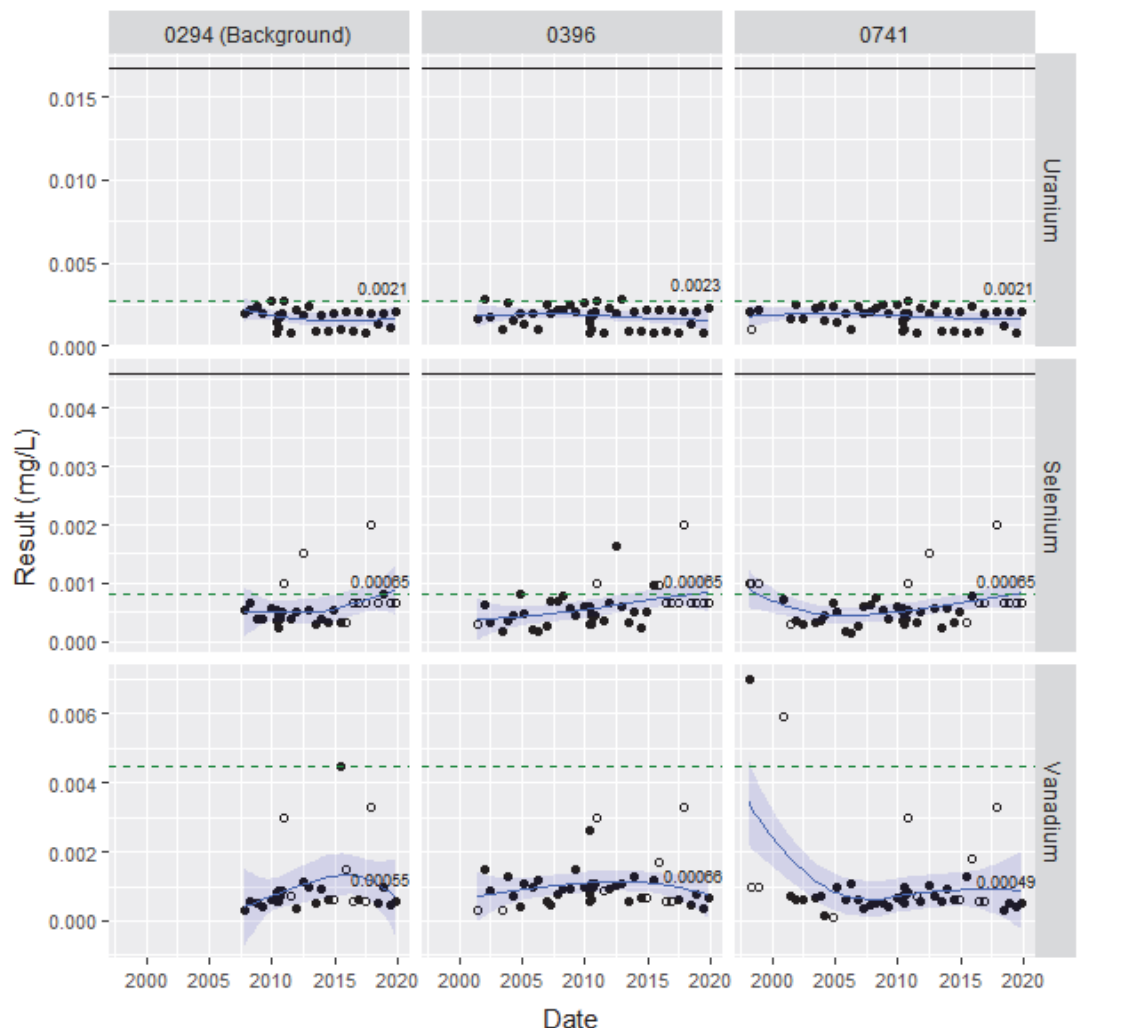 0294 (Background) 0396 0741
Result (mg/L)
0.015
0.010
0.005
0.000
0.0021 0.0023 0.0021
Uranium
0.004
0.003
0.002
0.001
0.000
0.00065 0.00065 0.00065
Selenium
0.006
0.004
0.002
0.000
0.00055 0.00066 0.00049
Vanadium
2000 2005 2010 2015 2020 2000 2005 2010 2015 2020 2000 2005 2010 2015 2020
Date